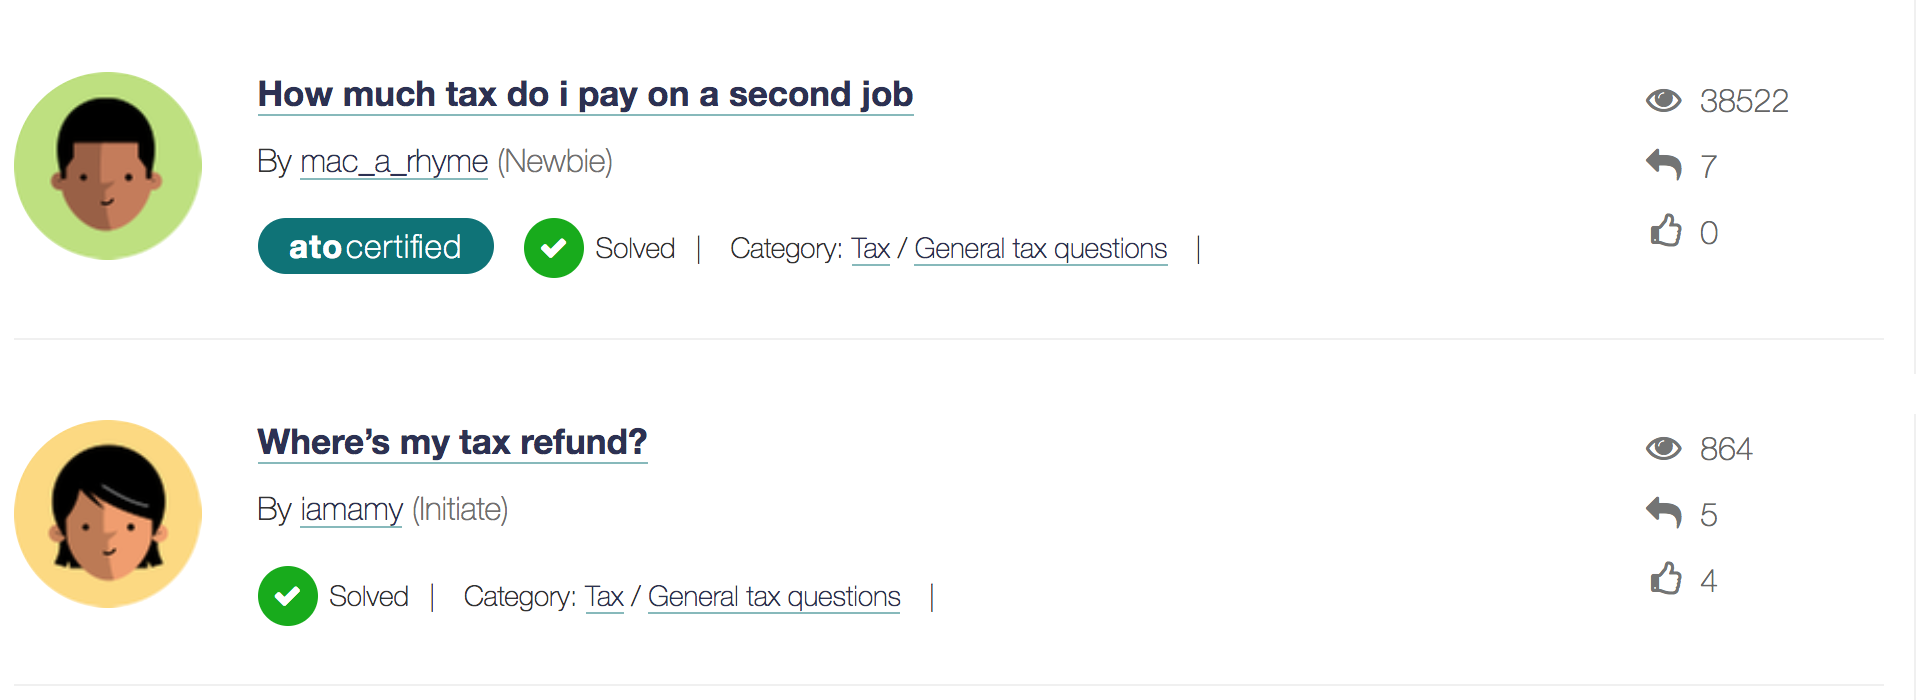 How much tax do i pay on a second job
38522
By mac_a_rhyme (Newbie)
7
atocertified
Solved | Category: Tax / General tax questions |
0
Where’s my tax refund?
864
By iamamy (Initiate)
5
Solved | Category: Tax / General tax questions |
4